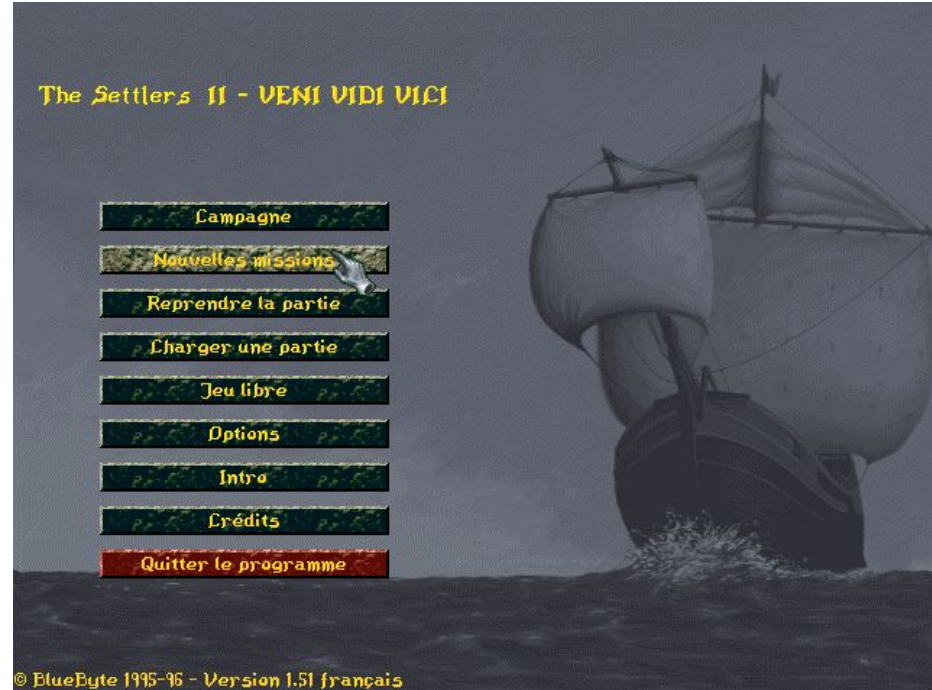 The Settlers II - VENI VIDI VICI
Campagne
Nouvelles missions
Reprendre la partie
Charger une partie
Jeu libre
Options
Intro
Crédits
Quitter le programme
© BlueByte 1995-96 - Version 1.51 français